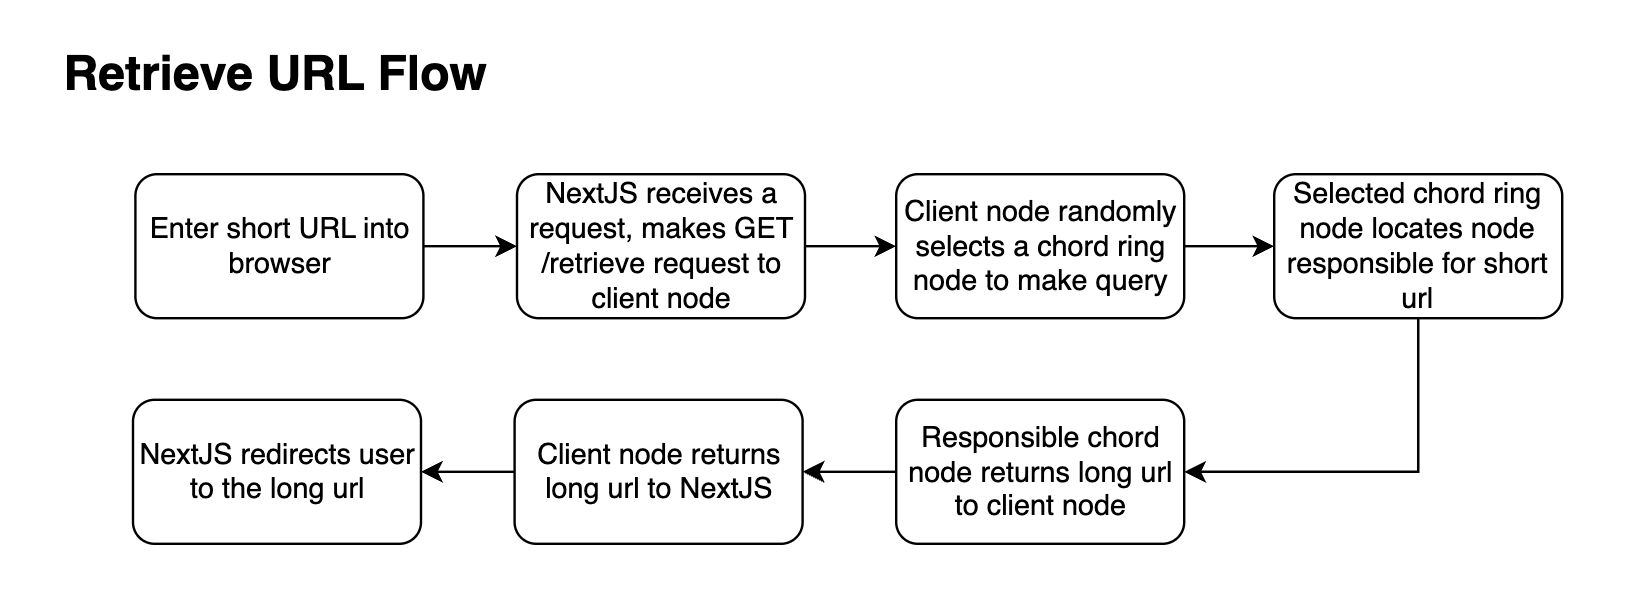 Retrieve URL Flow
Enter short URL into
browser
NextJS receives a
request, makes GET
/retrieve request to
client node
Client node randomly
selects a chord ring
node to make query
Selected chord ring
node locates node
responsible for short
url
Responsible chord
node returns long url
to client node
Client node returns
long url to NextJS
NextJS redirects user
to the long url